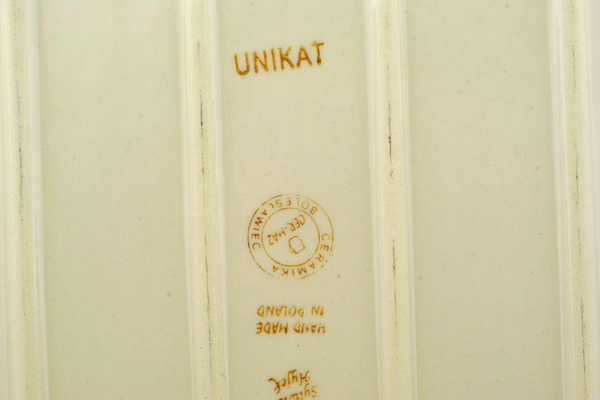 UNIKAT
CERAMIKA BOLESŁAWIEC
CER-MAZ
HAND MADE
IN POLAND